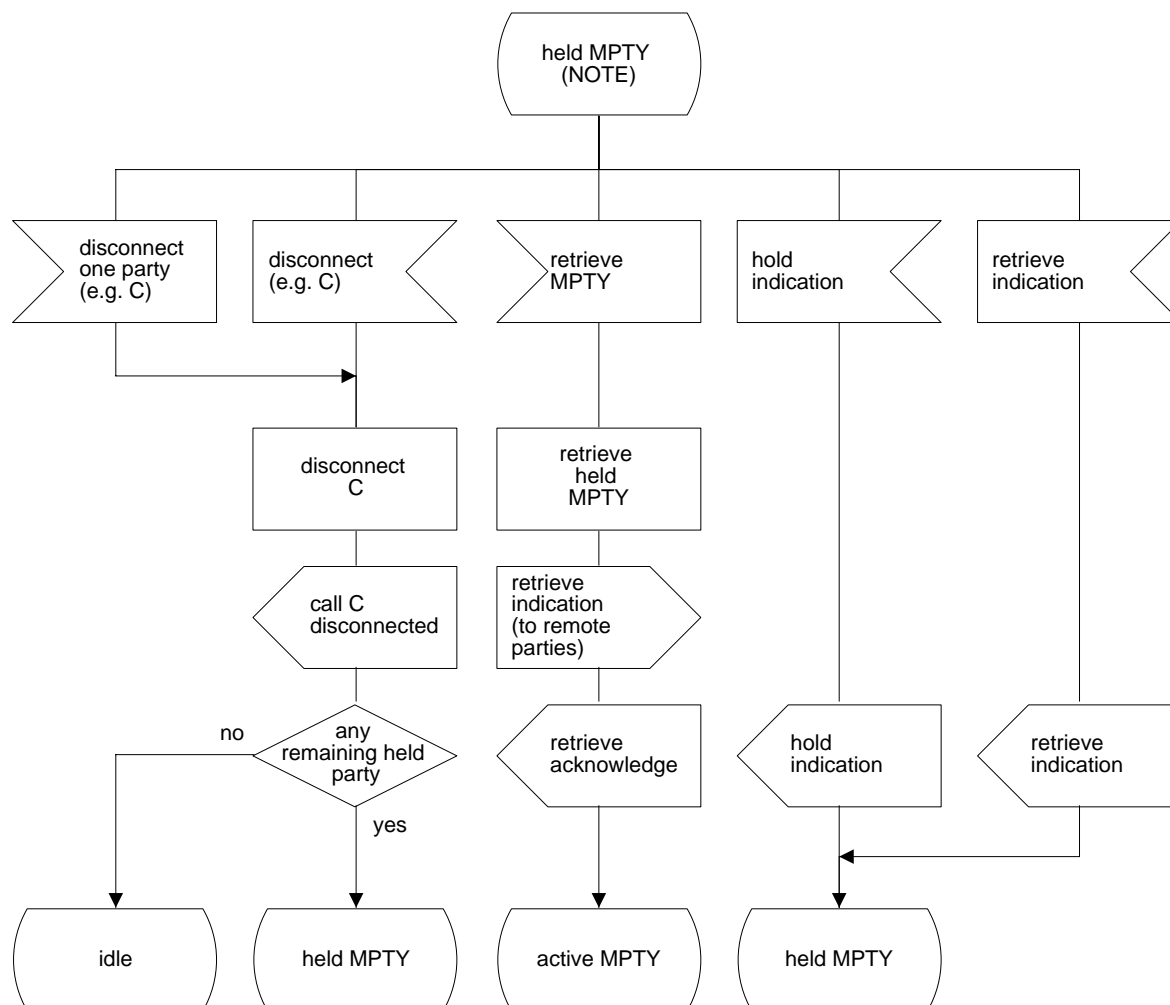 held MPTY
(NOTE)
disconnect
one party
(e.g. C)
disconnect
(e.g. C)
retrieve
MPTY
hold
indication
retrieve
indication
disconnect
C
retrieve
held
MPTY
call C
disconnected
retrieve
indication
(to remote
parties)
no
any
remaining held
party
yes
retrieve
acknowledge
hold
indication
retrieve
indication
idle
held MPTY
active MPTY
held MPTY